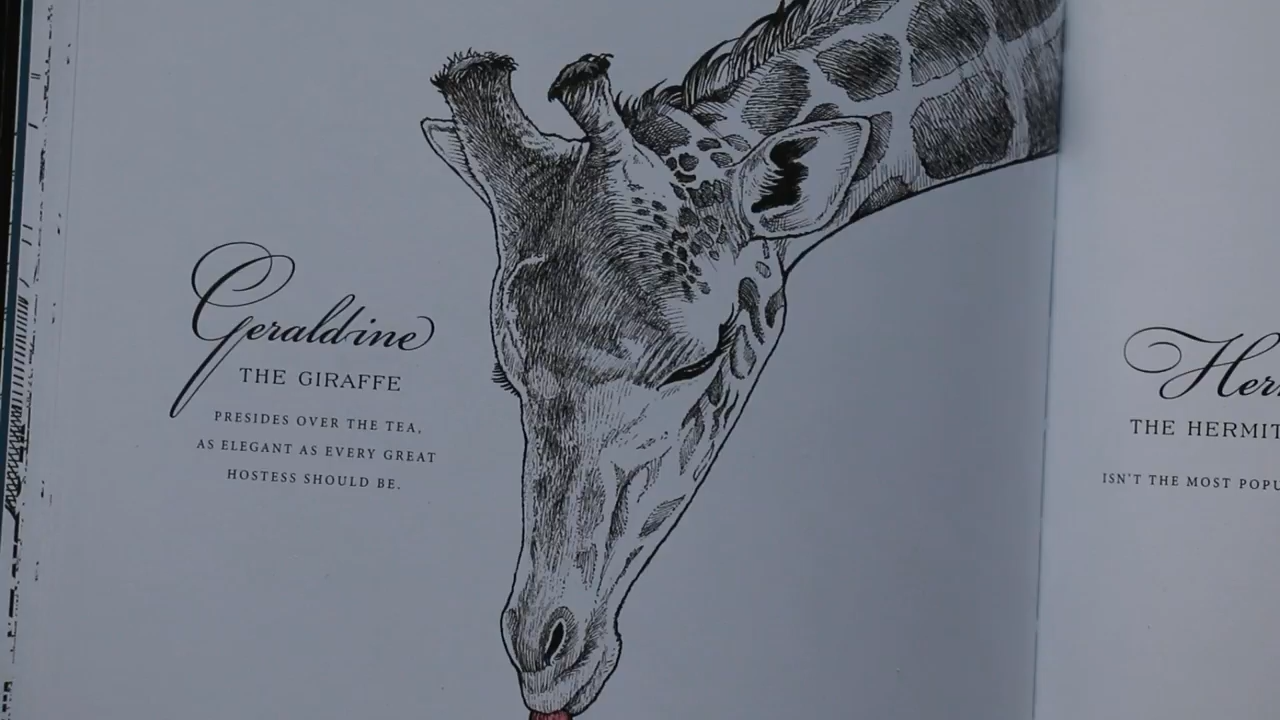 Geraldine
THE GIRAFFE
PRESIDES OVER THE TEA,
AS ELEGANT AS EVERY GREAT
HOSTESS SHOULD BE.
THE
ISN'T THE MOST